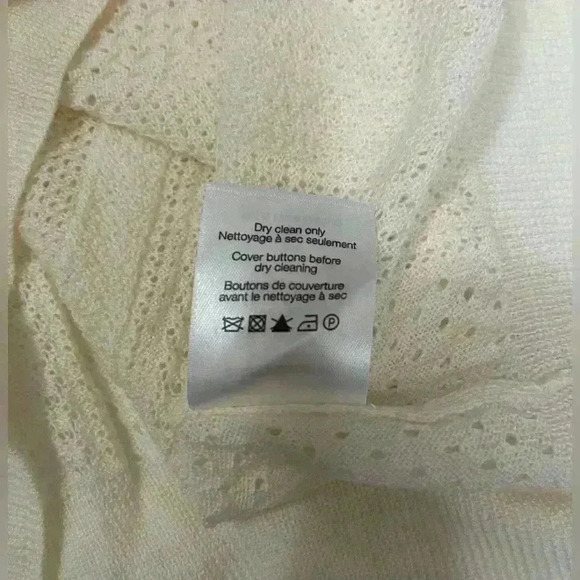 Dry clean only
Nettoyage à sec seulement
Cover buttons before
dry cleaning
Boutons de couverture
avant le nettoyage à sec